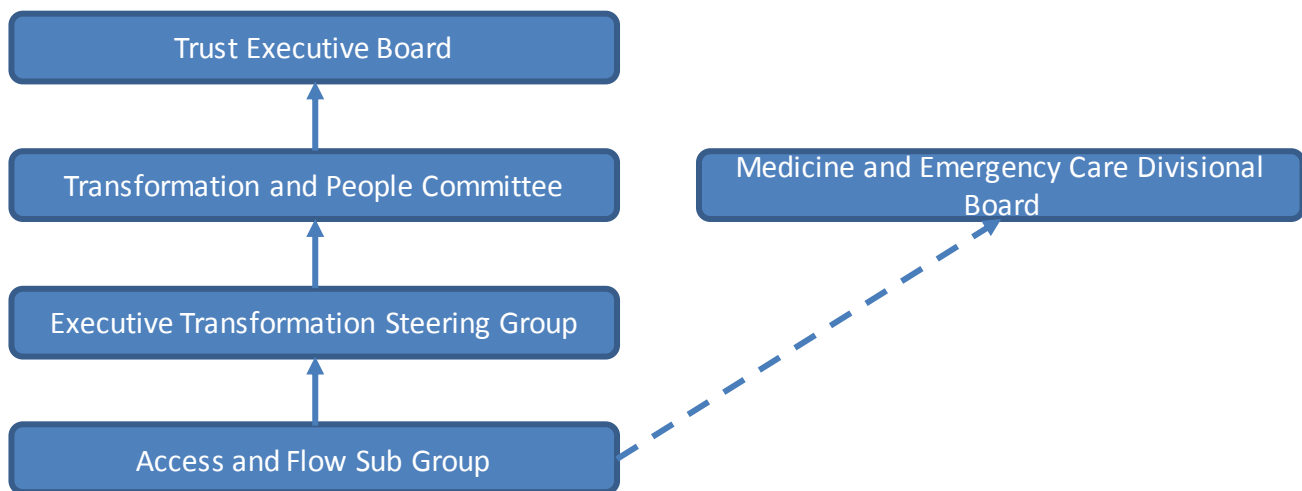 Trust Executive Board
Transformation and People Committee
Medicine and Emergency Care Divisional
Board
Executive Transformation Steering Group
Access and Flow Sub Group